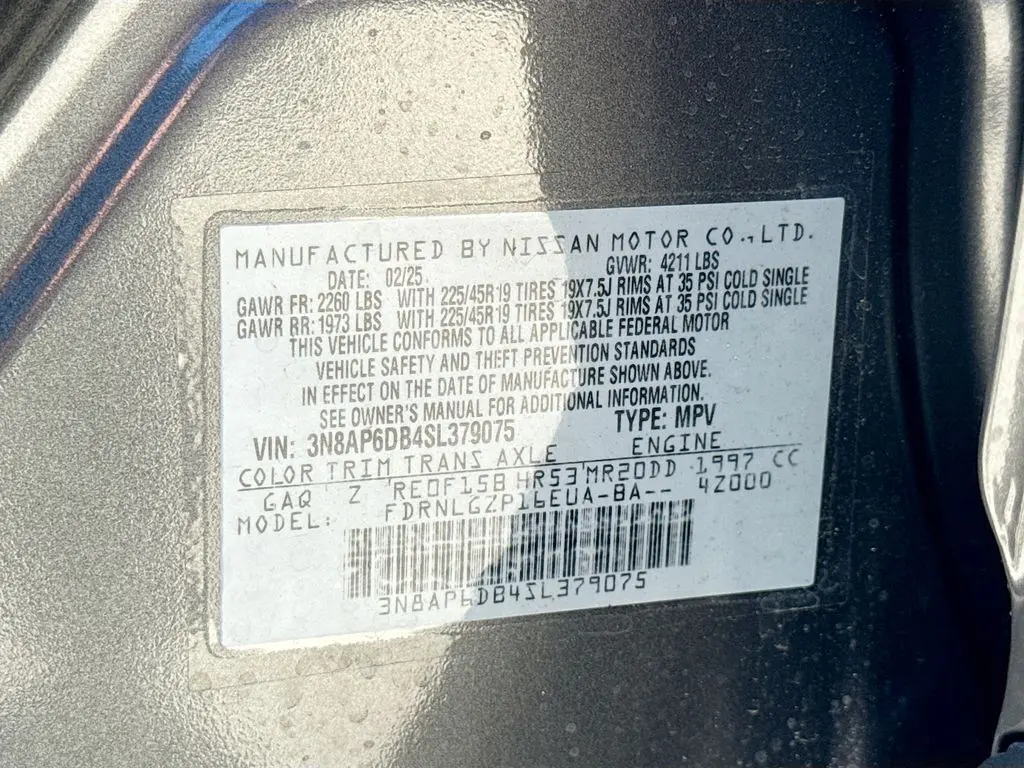 MANUFACTURED BY NISSAN MOTOR CO.,LTD.
DATE: 02/25 GVWR: 4211 LBS
GAWR FR: 2260 LBS WITH 225/45R19 TIRES 19X7.5J RIMS AT 35 PSI COLD SINGLE
GAWR RR: 1973 LBS WITH 225/45R19 TIRES 19X7.5J RIMS AT 35 PSI COLD SINGLE
THIS VEHICLE CONFORMS TO ALL APPLICABLE FEDERAL MOTOR
VEHICLE SAFETY AND THEFT PREVENTION STANDARDS
IN EFFECT ON THE DATE OF MANUFACTURE SHOWN ABOVE.
SEE OWNER'S MANUAL FOR ADDITIONAL INFORMATION.
VIN: 3N8AP6DB4SL379075 TYPE: MPV
COLOR TRIM TRANS AXLE ENGINE
GAQ Z RE0F15B HR53 MR20DD 1997 CC
MODEL: FDRNLGZP16EUA-BA-- 4Z000
3N8AP6DB4SL379075